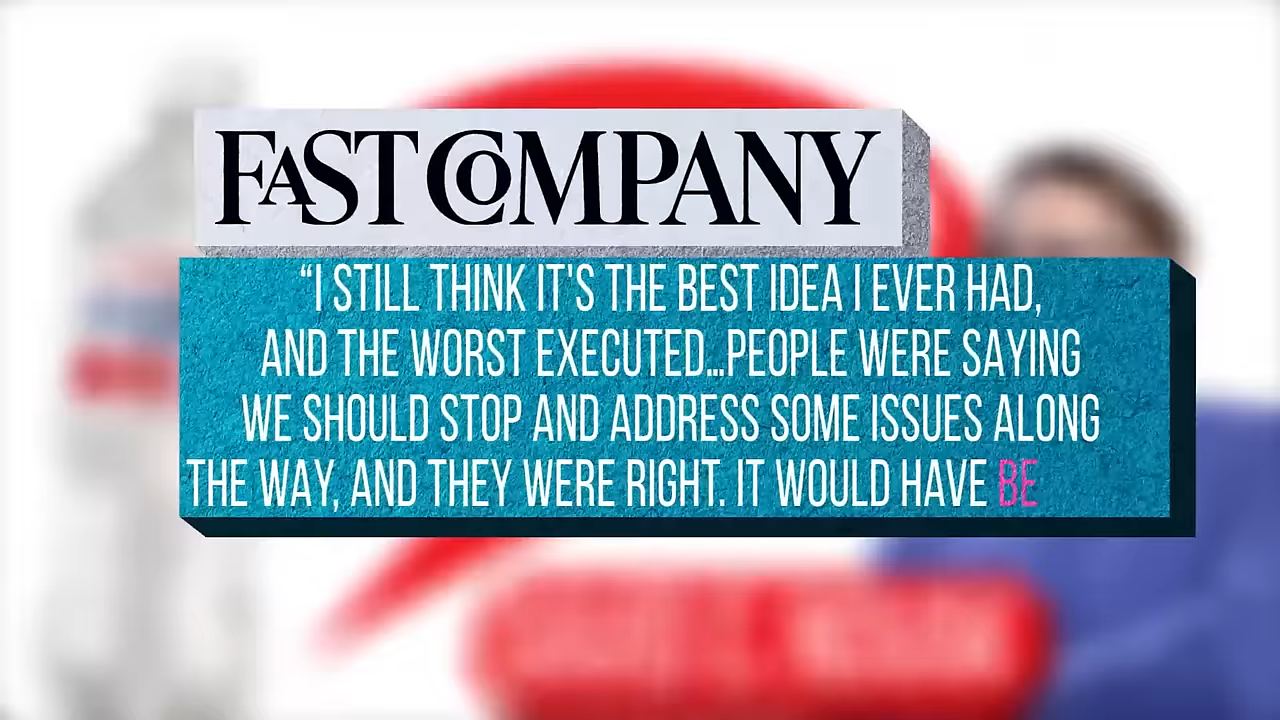 FAST COMPANY
“I STILL THINK IT'S THE BEST IDEA I EVER HAD,
AND THE WORST EXECUTED...PEOPLE WERE SAYING
WE SHOULD STOP AND ADDRESS SOME ISSUES ALONG
THE WAY, AND THEY WERE RIGHT. IT WOULD HAVE BE